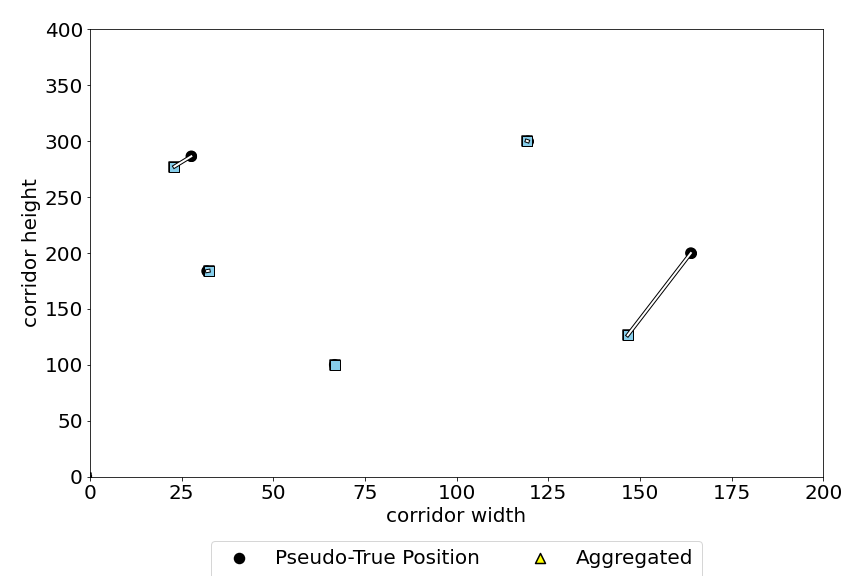 400
350
300
250
200
150
100
50
0
corridor height
0 25 50 75 100 125 150 175 200
corridor width
Pseudo-True Position Aggregated